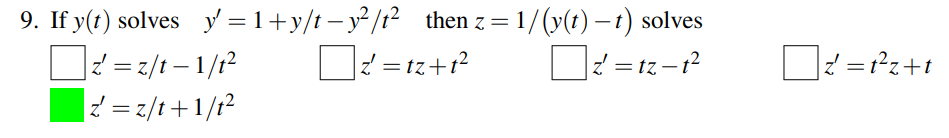 9. If y(t) solves y′ = 1 + y/t − y²/t² then z = 1/(y(t) − t) solves
z′ = z/t − 1/t² z′ = tz + t² z′ = tz − t² z′ = t²z + t
z′ = z/t + 1/t²